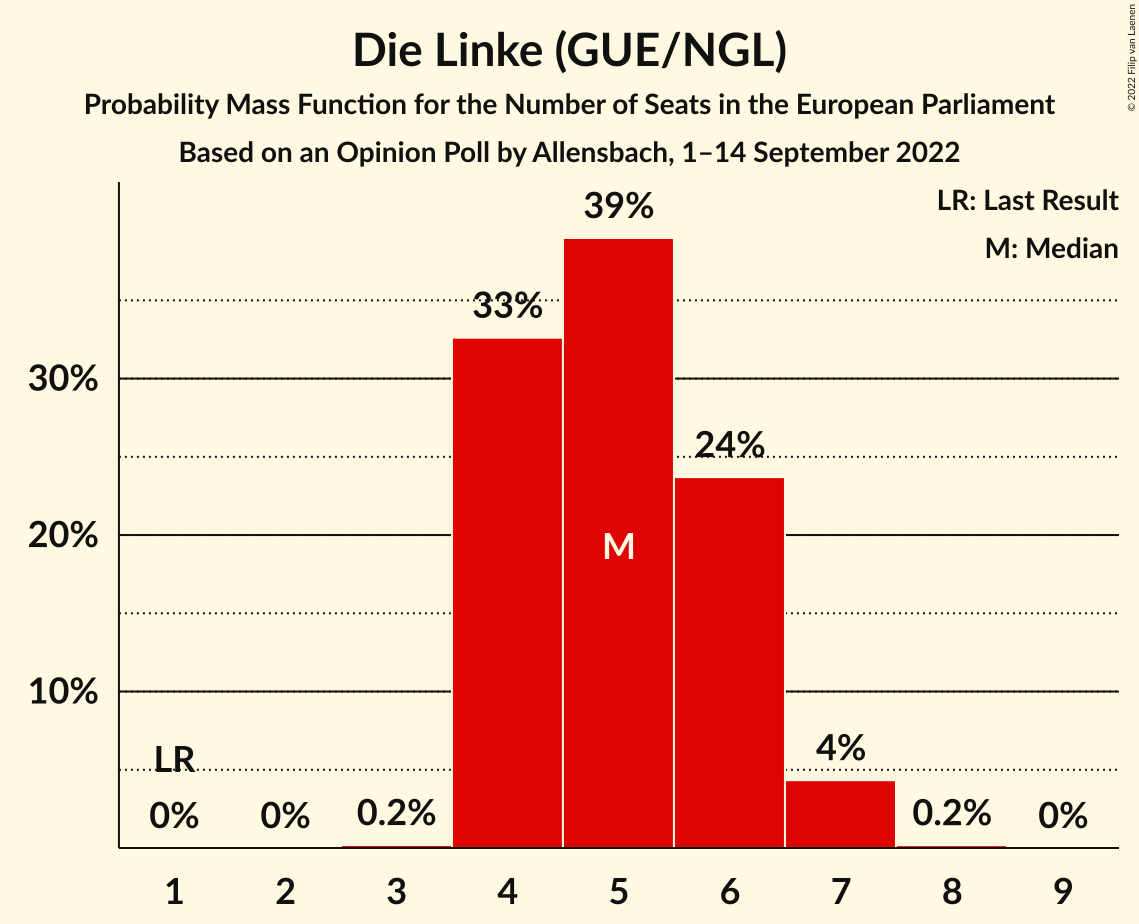 Die Linke (GUE/NGL)
Probability Mass Function for the Number of Seats in the European Parliament
Based on an Opinion Poll by Allensbach, 1–14 September 2022
© 2022 Filip van Laenen
LR: Last Result
M: Median
39%
33%
30%
24%
20%
M
10%
LR
4%
0%
0%
0.2%
0.2%
0%
1 2 3 4 5 6 7 8 9